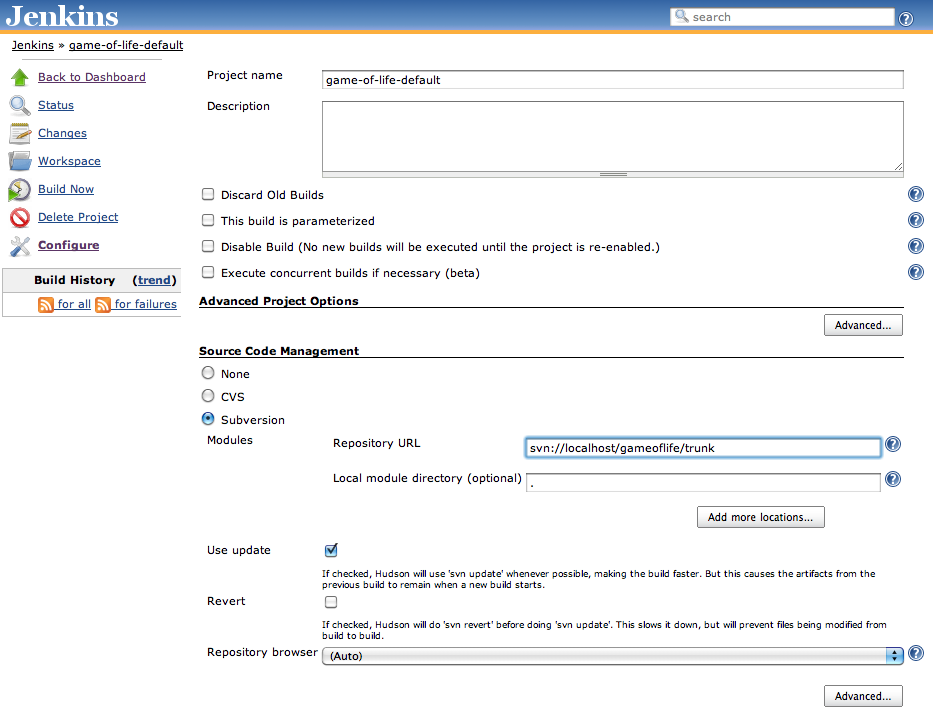 Jenkins
search
Jenkins » game-of-life-default
Back to Dashboard
Status
Changes
Workspace
Build Now
Delete Project
Configure
Build History (trend)
for all for failures
Project name game-of-life-default
Description
Discard Old Builds
This build is parameterized
Disable Build (No new builds will be executed until the project is re-enabled.)
Execute concurrent builds if necessary (beta)
Advanced Project Options
Advanced...
Source Code Management
None
CVS
Subversion
Modules Repository URL svn://localhost/gameoflife/trunk
Local module directory (optional) .
Add more locations...
Use update
If checked, Hudson will use 'svn update' whenever possible, making the build faster. But this causes the artifacts from the
previous build to remain when a new build starts.
Revert
If checked, Hudson will do 'svn revert' before doing 'svn update'. This slows it down, but will prevent files being modified from
build to build.
Repository browser (Auto)
Advanced...